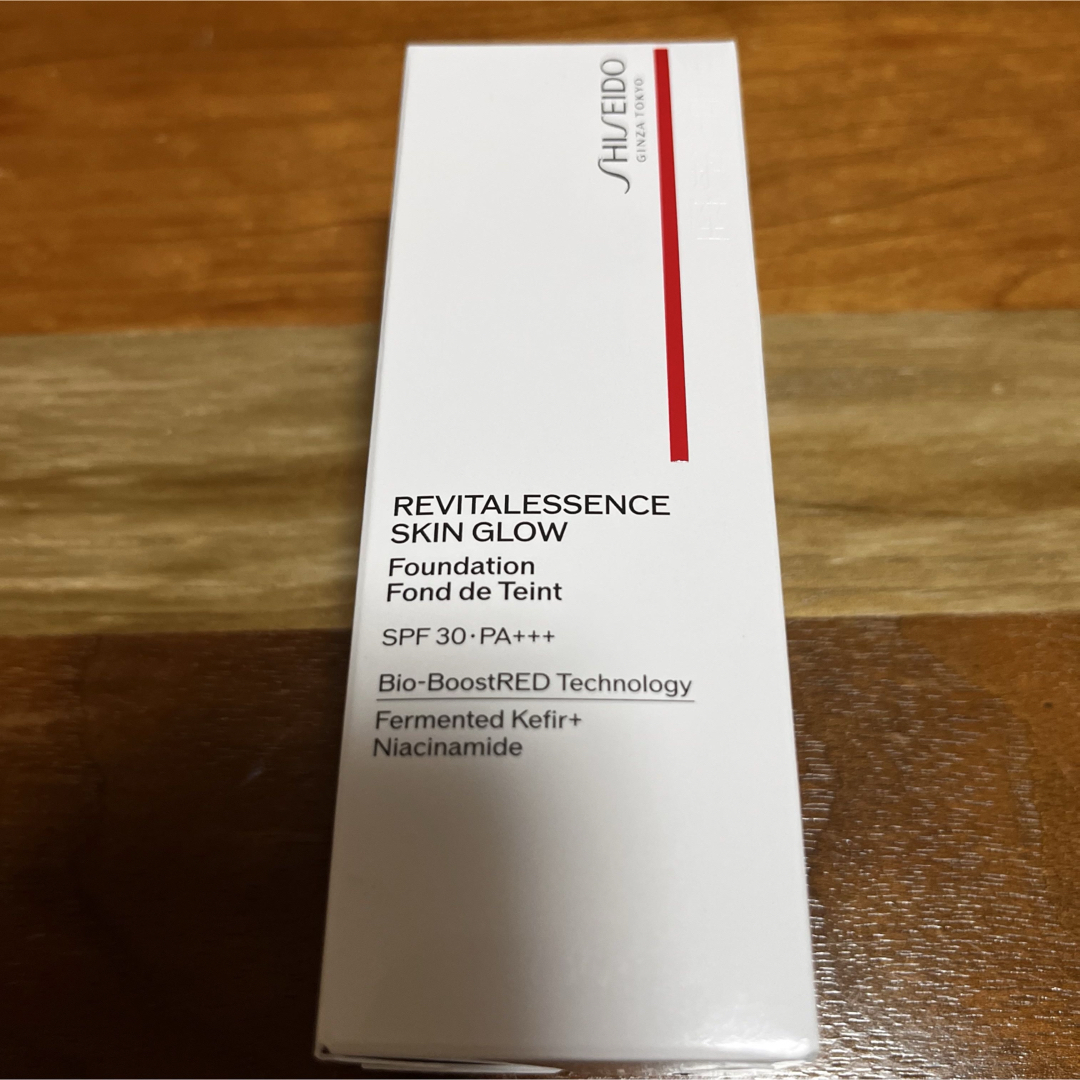 SHISEIDO
GINZA TOKYO
REVITALESSENCE
SKIN GLOW
Foundation
Fond de Teint
SPF 30・PA+++
Bio-BoostRED Technology
Fermented Kefir+
Niacinamide